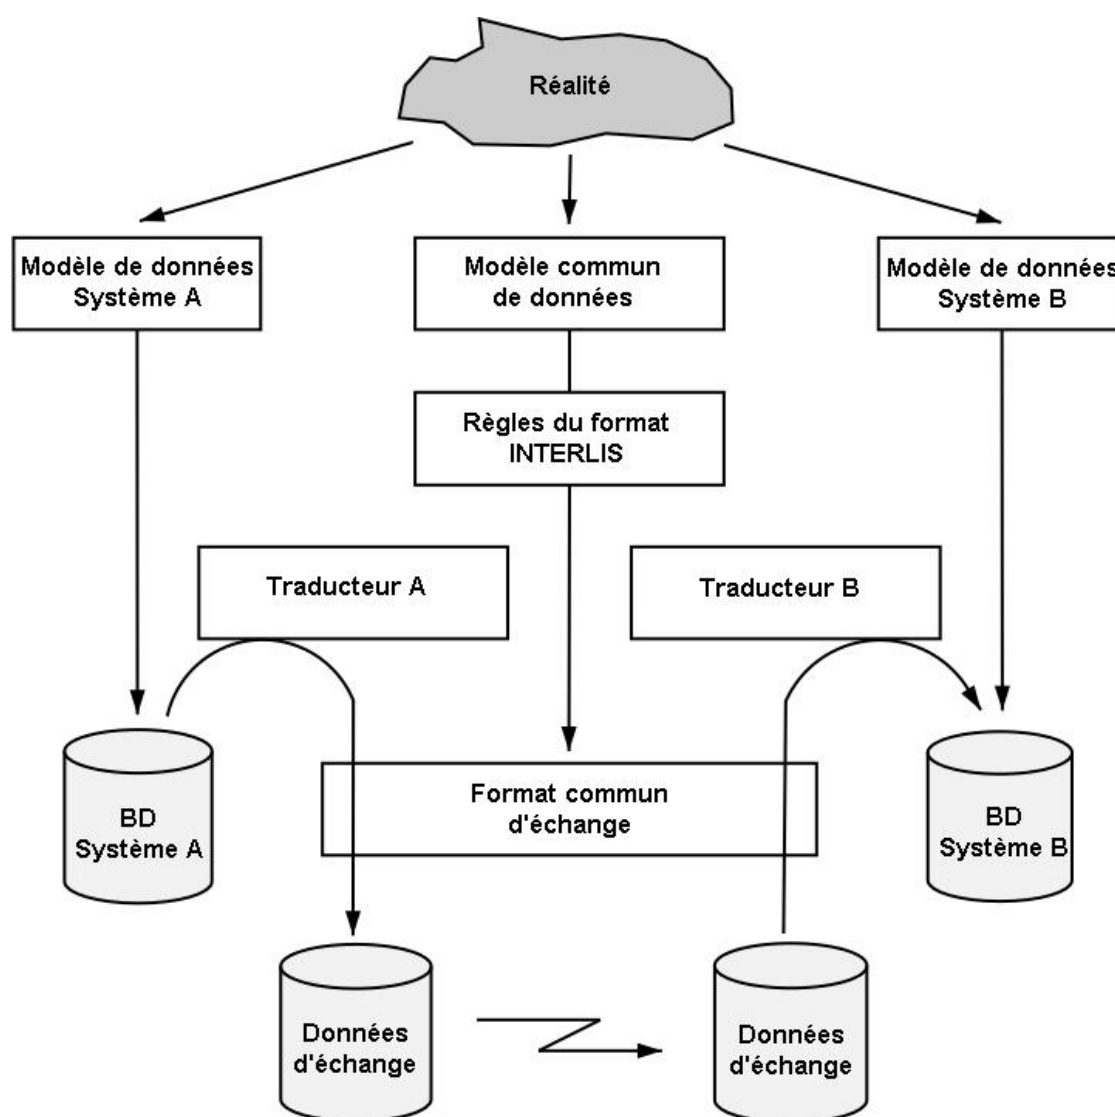 Réalité
Modèle de données
Système A
Modèle commun
de données
Modèle de données
Système B
Règles du format
INTERLIS
Traducteur A
Traducteur B
Format commun
d'échange
BD
Système A
BD
Système B
Données
d'échange
Données
d'échange